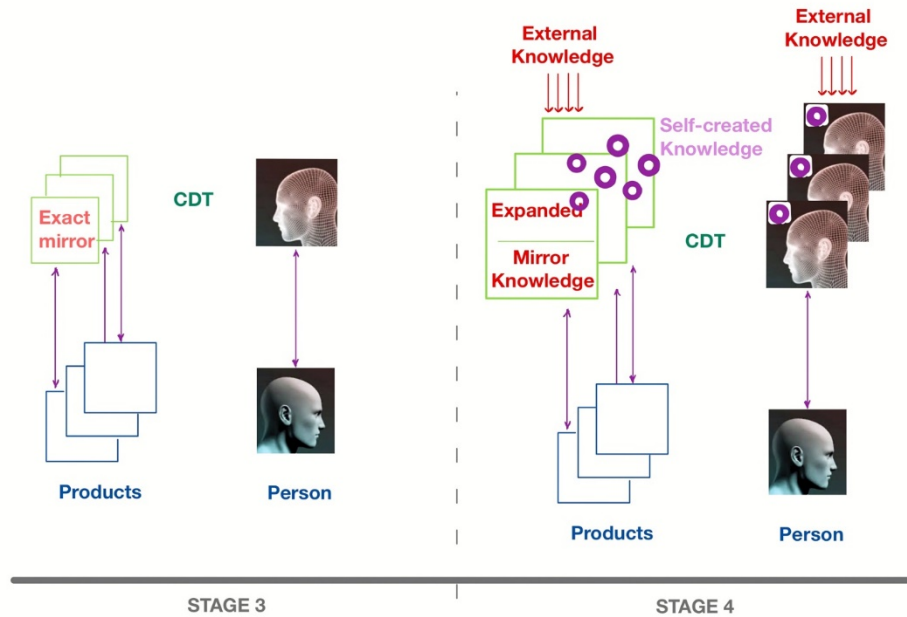 Exact
mirror
CDT
Products
Person
STAGE 3
External
Knowledge
External
Knowledge
Self-created
Knowledge
Expanded
Mirror
Knowledge
CDT
Products
Person
STAGE 4